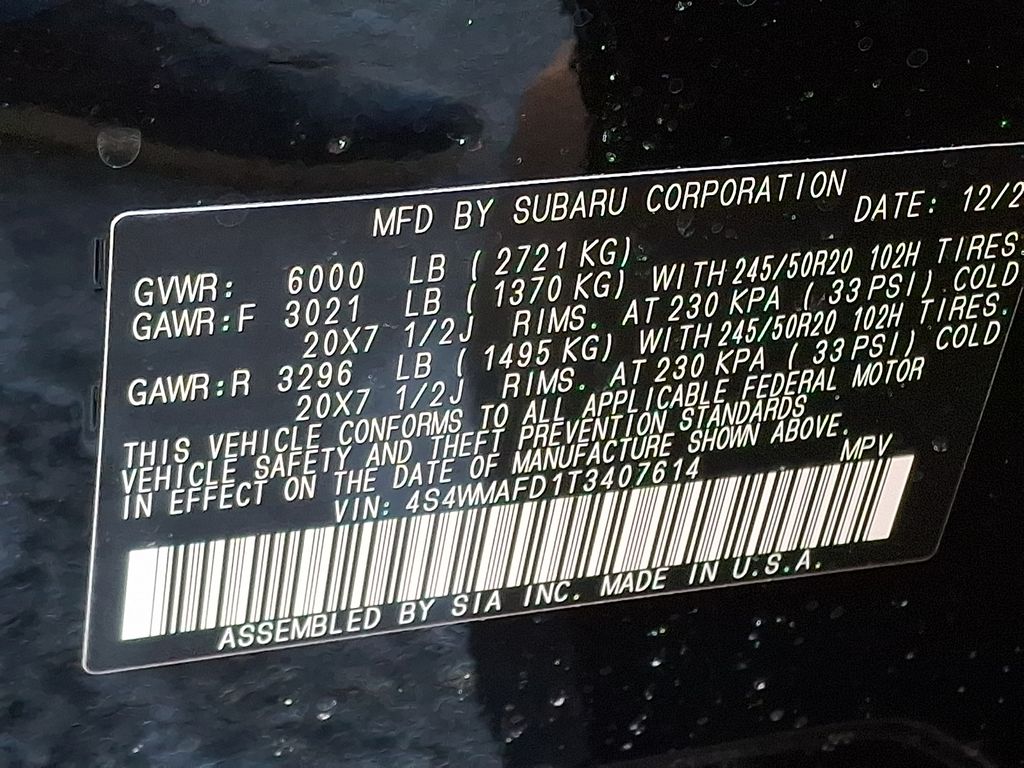 MFD BY SUBARU CORPORATION DATE: 12/2
GVWR: 6000 LB ( 2721 KG)
GAWR:F 3021 LB ( 1370 KG) WITH 245/50R20 102H TIRES.
20X7 1/2J RIMS. AT 230 KPA ( 33 PSI) COLD
GAWR:R 3296 LB ( 1495 KG) WITH 245/50R20 102H TIRES.
20X7 1/2J RIMS. AT 230 KPA ( 33 PSI) COLD
THIS VEHICLE CONFORMS TO ALL APPLICABLE FEDERAL MOTOR
VEHICLE SAFETY AND THEFT PREVENTION STANDARDS
IN EFFECT ON THE DATE OF MANUFACTURE SHOWN ABOVE.
VIN: 4S4WMAFD1T3407614 MPV
ASSEMBLED BY SIA INC. MADE IN U.S.A.